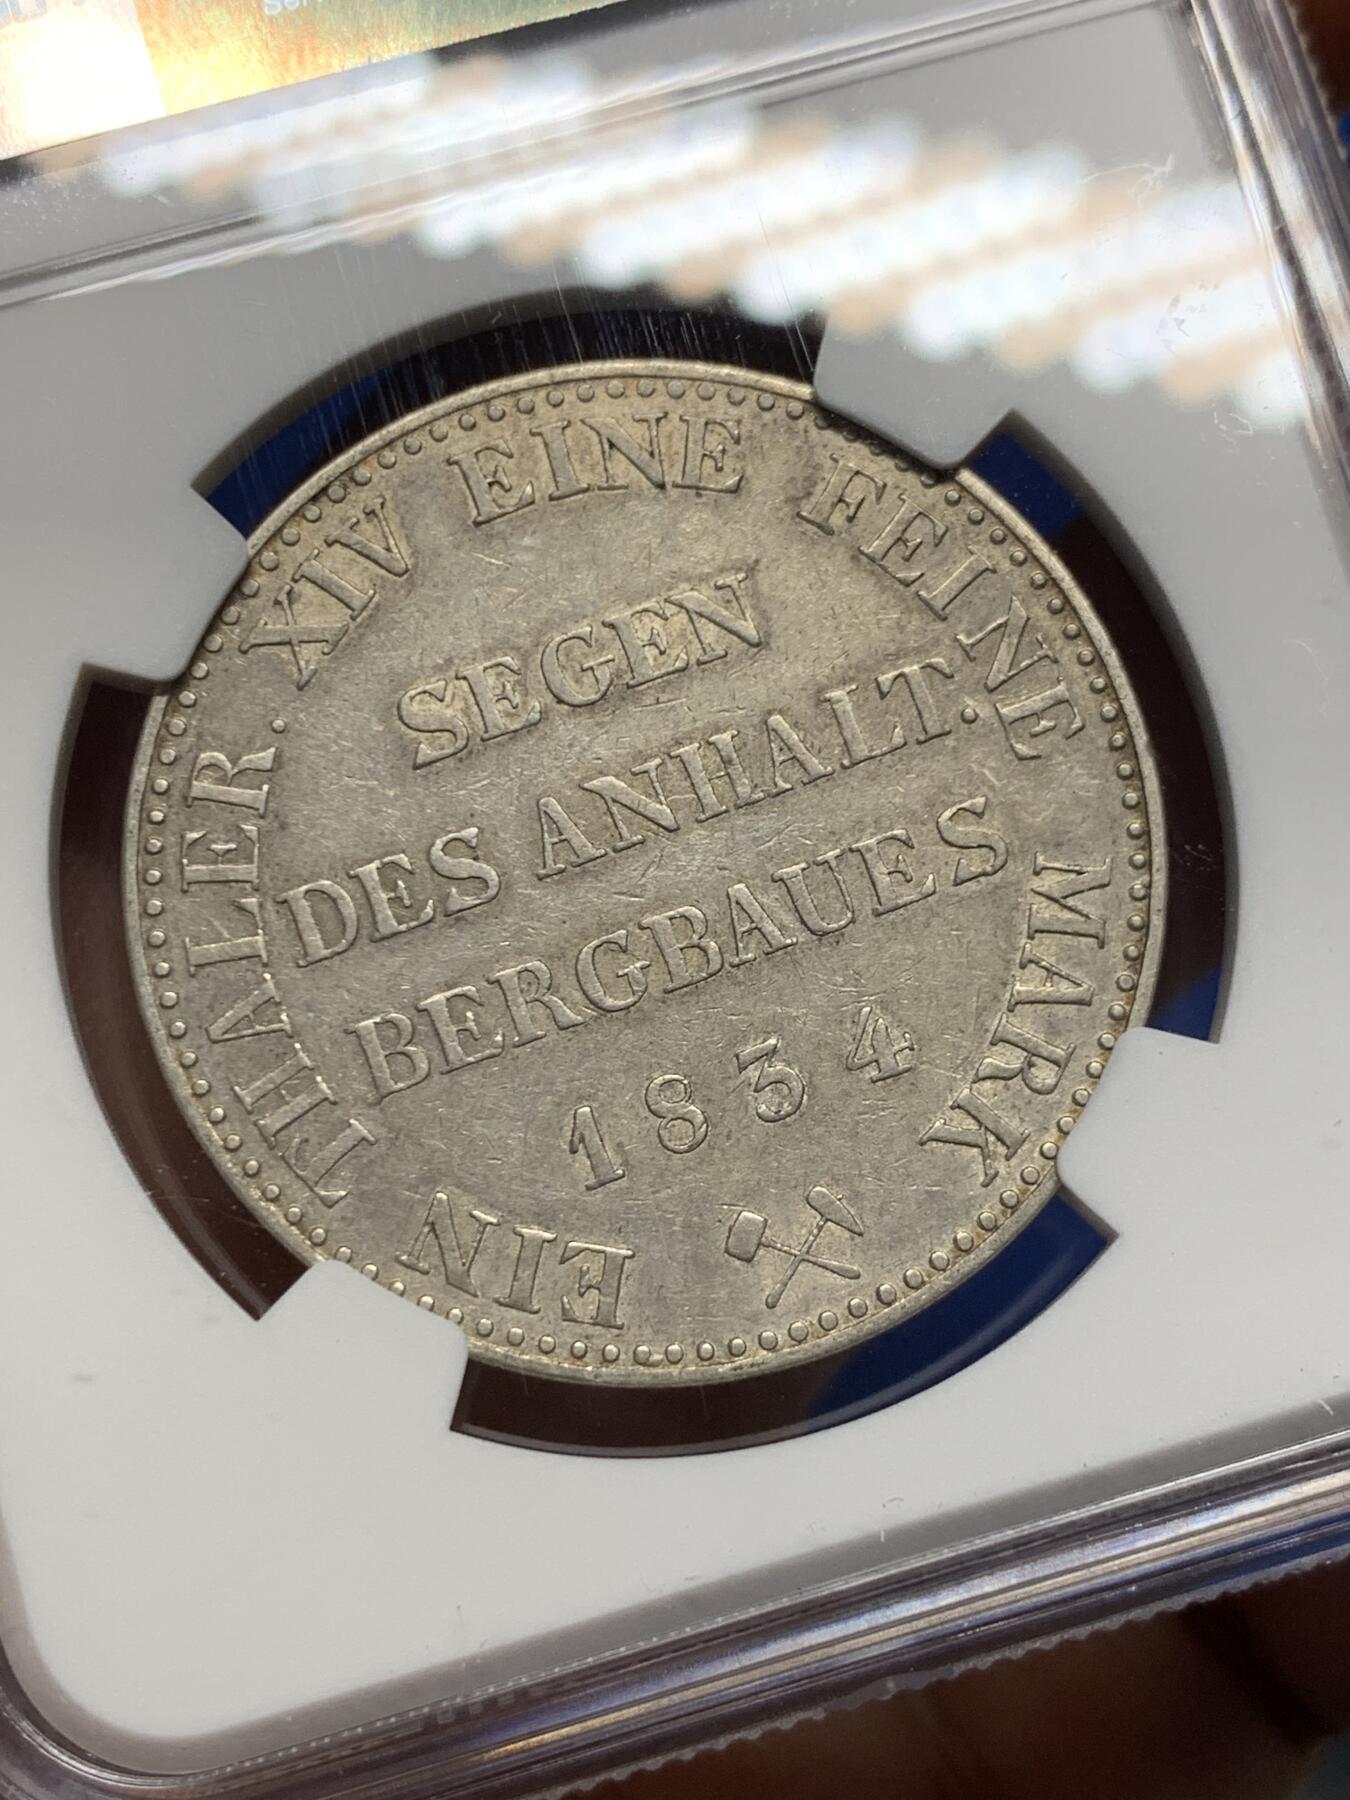 EIN THALER. XIV EINE FEINE MARK
SEGEN
DES ANHALT.
BERGBAUES
1834